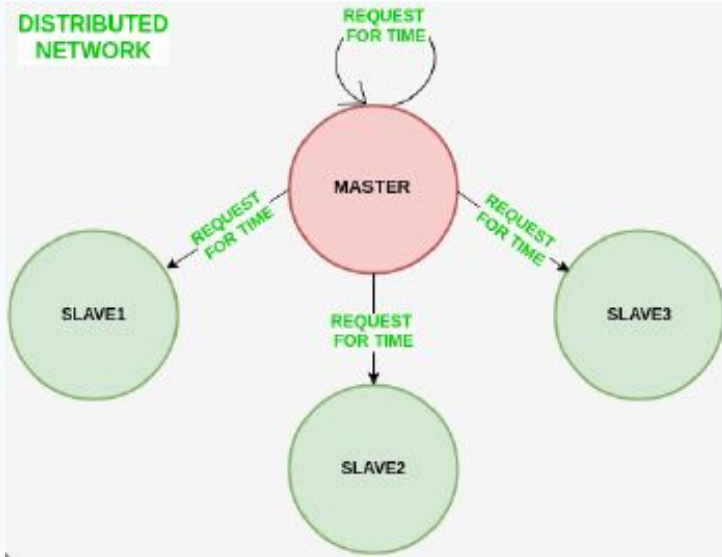 DISTRIBUTED
NETWORK
REQUEST
FOR TIME
MASTER
REQUEST
FOR TIME
REQUEST
FOR TIME
SLAVE1
REQUEST
FOR TIME
SLAVE3
SLAVE2